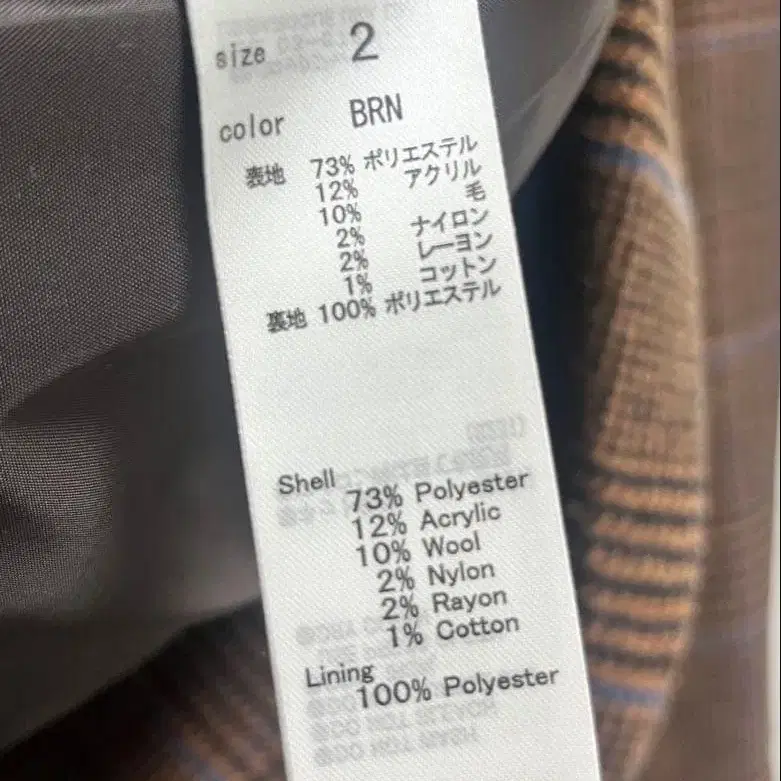 size 2
color BRN
表地 73% ポリエステル
12% アクリル
10% 毛
2% ナイロン
2% レーヨン
1% コットン
裏地 100% ポリエステル
Shell
73% Polyester
12% Acrylic
10% Wool
2% Nylon
2% Rayon
1% Cotton
Lining
100% Polyester